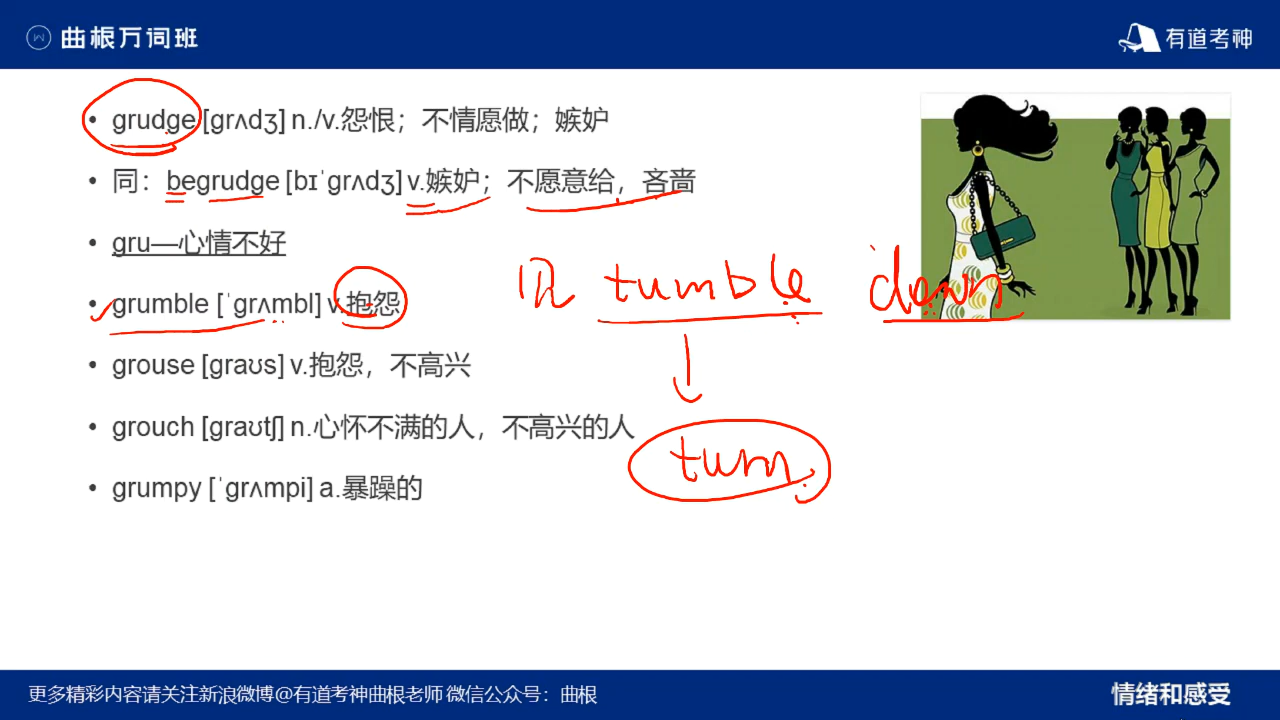 曲根万词班
有道考神
• grudge [grʌdʒ] n./v.怨恨；不情愿做；嫉妒
• 同：begrudge [bɪˈgrʌdʒ] v.嫉妒；不愿意给，吝啬
• gru—心情不好
• grumble [ˈgrʌmbl] v.抱怨
tumble down
• grouse [graʊs] v.抱怨，不高兴
• grouch [graʊtʃ] n.心怀不满的人，不高兴的人
turn
• grumpy [ˈgrʌmpi] a.暴躁的
更多精彩内容请关注新浪微博@有道考神曲根老师 微信公众号：曲根
情绪和感受